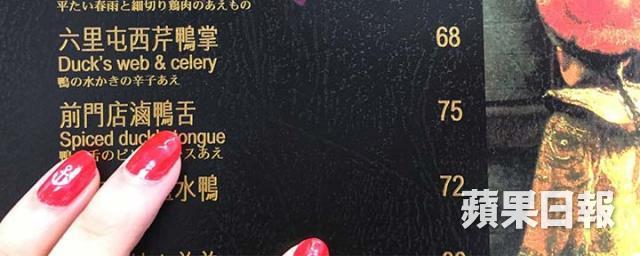 平たい春雨と細切り鶏肉のあえもの
六里屯西芹鴨掌 68
Duck's web & celery
鴨の水かきの辛子あえ
前門店滷鴨舌 75
Spiced duck tongue
水鴨 72
蘋果日報